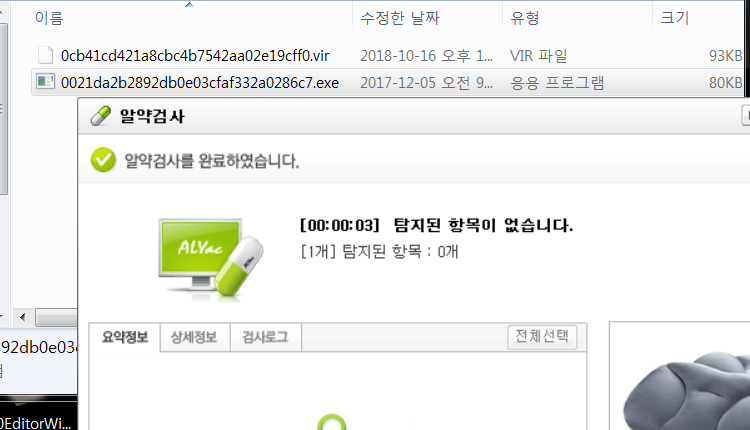 이름 수정한 날짜 유형 크기
0cb41cd421a8cbc4b7542aa02e19cff0.vir 2018-10-16 오후 1... VIR 파일 93KB
0021da2b2892db0e03cfaf332a0286c7.exe 2017-12-05 오전 9... 응용 프로그램 80KB
알약검사
알약검사를 완료하였습니다.
[00:00:03] 탐지된 항목이 없습니다.
[1개] 탐지된 항목 : 0개
ALYac
요약정보 상세정보 검사로그 전체선택
0EditorWi...